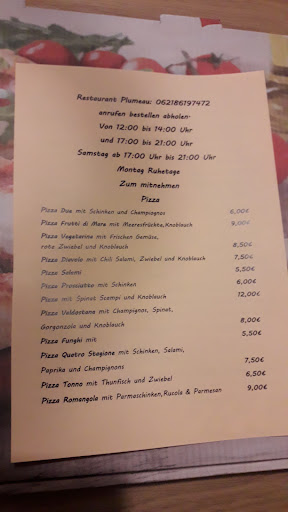 Restaurant Plumeau: 062186197472
anrufen bestellen abholen.
Von 12:00 bis 14:00 Uhr
und 17:00 bis 21:00 Uhr
Samstag ab 17:00 Uhr bis 21:00 Uhr
Montag Ruhetage
Zum mitnehmen
Pizza
Pizza Due mit Schinken und Champignos 6,00€
Pizza Frutti di Mare mit Meeresfrüchte,Knoblauch 9,00€
Pizza Vegetarina mit Frischen Gemüse,
rote Zwiebel und Knoblauch 8,50€
Pizza Diavolo mit Chili Salami, Zwiebel und Knoblauch 7,50€
Pizza Salami 5,50€
Pizza Prosciutto mit Schinken 6,00€
Pizza mit Spinat Scampi und Knoblauch 12,00€
Pizza Valdostana mit Champignos, Spinat,
Gorgonzola und Knoblauch 8,00€
Pizza Funghi mit 5,50€
Pizza Quatro Stagione mit Schinken, Salami,
Paprika und Champignons 7,50€
Pizza Tonno mit Thunfisch und Zwiebel 6,50€
Pizza Romangola mit Parmaschinken,Rucola & Parmesan 9,00€